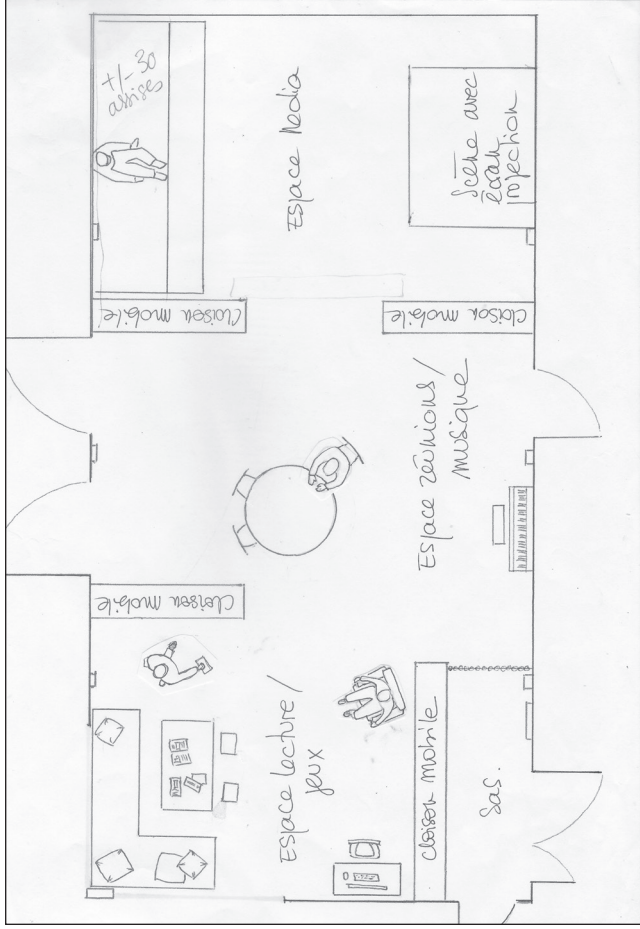 +/- 30
assises
Espace Media
Scène avec
écran
projection
Cloison mobile
Cloison mobile
Espace réunions/
musique
Cloison mobile
Espace lecture/
jeux
cloison mobile
Sas.